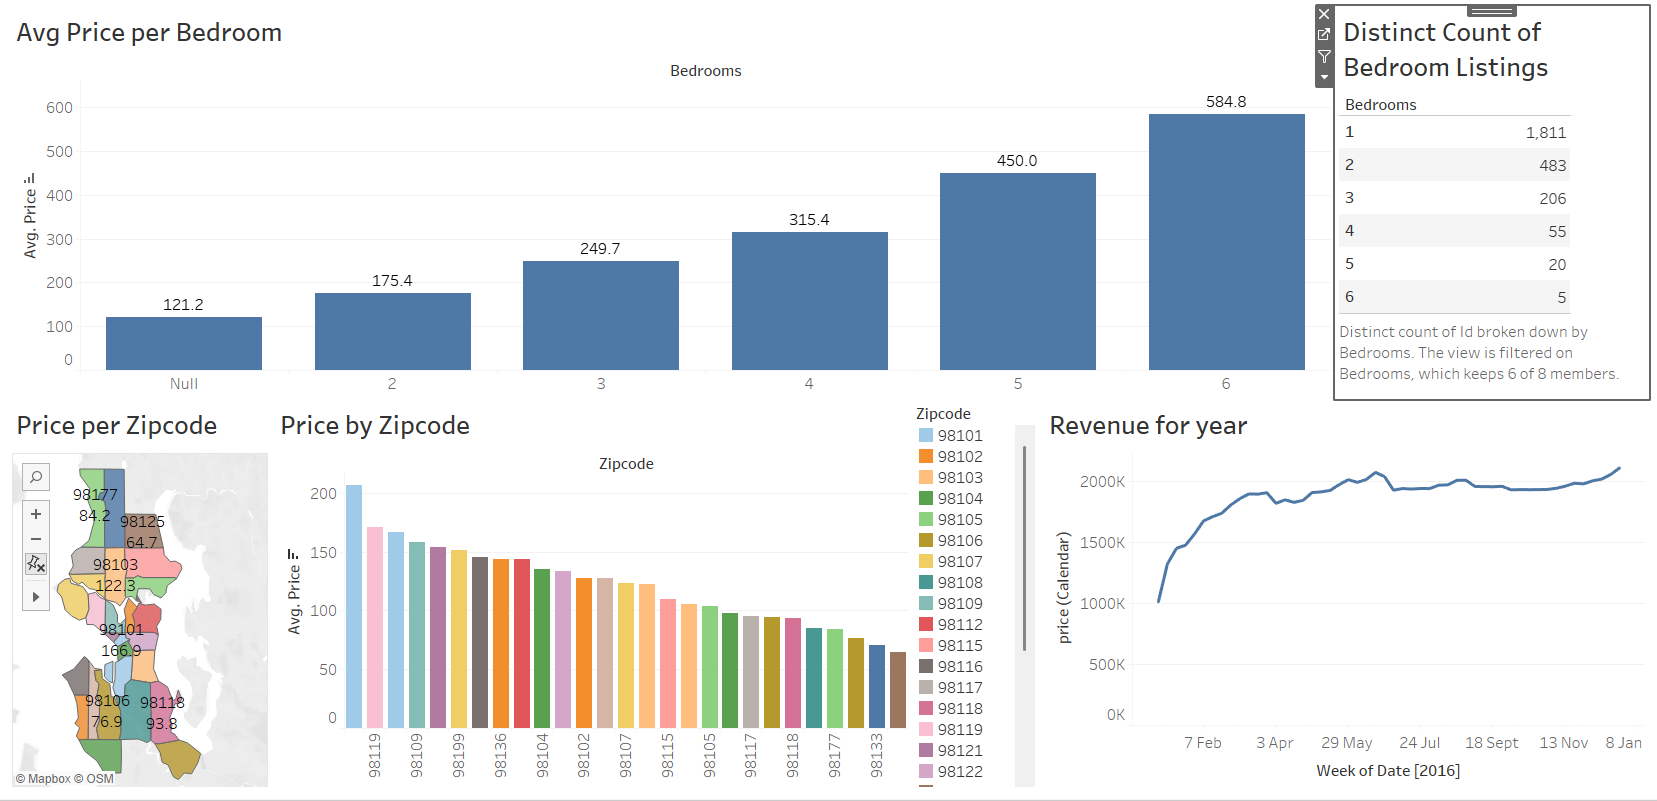 Avg Price per Bedroom
Bedrooms
Avg. Price
600
500
400
300
200
100
0
121.2
175.4
249.7
315.4
450.0
584.8
Null
2
3
4
5
6
Distinct Count of
Bedroom Listings
Bedrooms
1 1,811
2 483
3 206
4 55
5 20
6 5
Distinct count of Id broken down by
Bedrooms. The view is filtered on
Bedrooms, which keeps 6 of 8 members.
Price per Zipcode
98177
84.2
98125
64.7
98103
122.3
98101
166.9
98106
76.9
98118
93.8
© Mapbox © OSM
Price by Zipcode
Zipcode
Avg. Price
200
150
100
50
0
98119
98109
98199
98136
98104
98102
98107
98115
98105
98117
98118
98177
98133
Zipcode
98101
98102
98103
98104
98105
98106
98107
98108
98109
98112
98115
98116
98117
98118
98119
98121
98122
Revenue for year
price (Calendar)
2000K
1500K
1000K
500K
0K
7 Feb
3 Apr
29 May
24 Jul
18 Sept
13 Nov
8 Jan
Week of Date [2016]